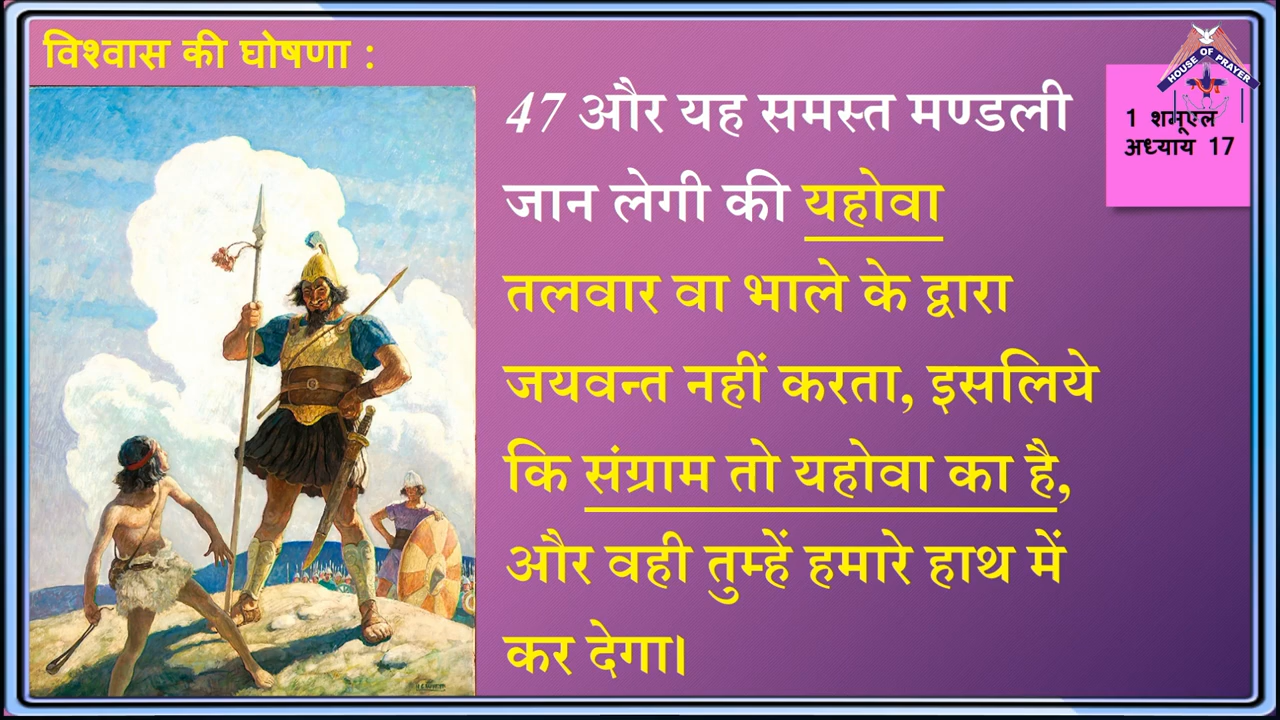 विश्वास की घोषणा :
HOUSE OF PRAYER
1 शमूएल
अध्याय 17
47 और यह समस्त मण्डली
जान लेगी की यहोवा
तलवार वा भाले के द्वारा
जयवन्त नहीं करता, इसलिये
कि संग्राम तो यहोवा का है,
और वही तुम्हें हमारे हाथ में
कर देगा।